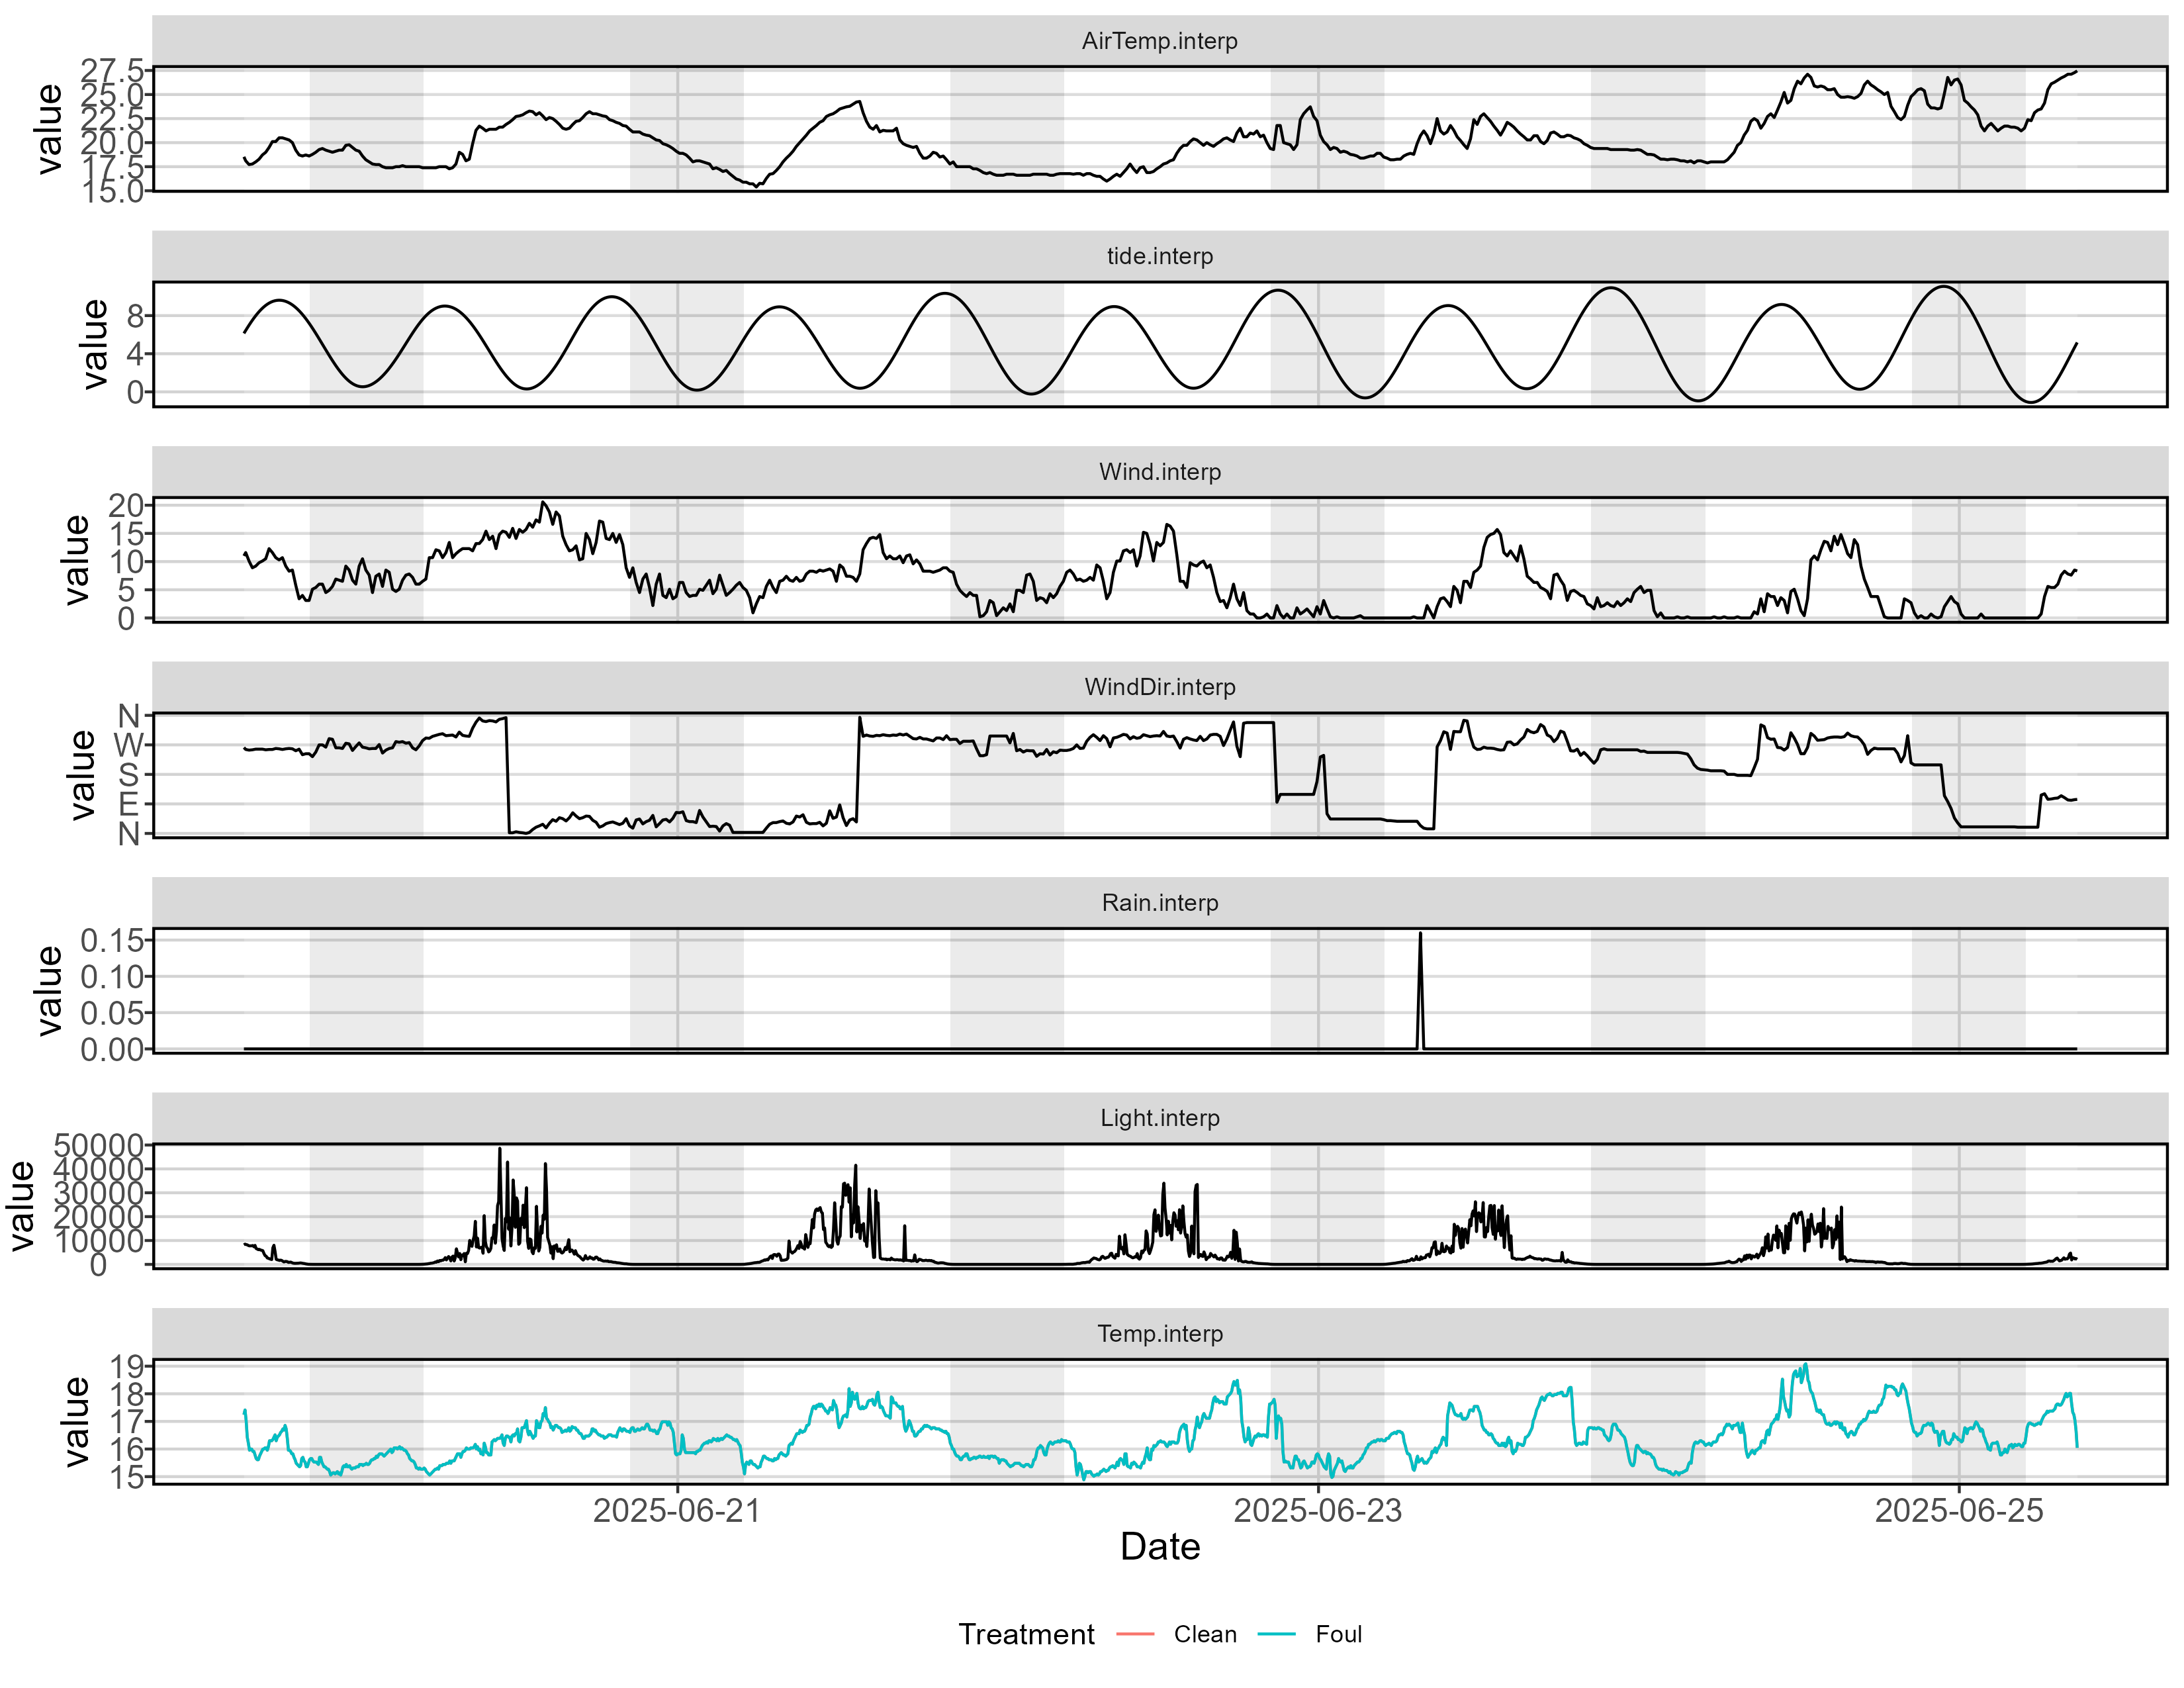 AirTemp.interp
value
27.5
25.0
22.5
20.0
17.5
15.0
tide.interp
value
8
4
0
Wind.interp
value
20
15
10
5
0
WindDir.interp
value
N
W
S
E
N
Rain.interp
value
0.15
0.10
0.05
0.00
Light.interp
value
50000
40000
30000
20000
10000
0
Temp.interp
value
19
18
17
16
15
2025-06-21 2025-06-23 2025-06-25
Date
Treatment Clean Foul